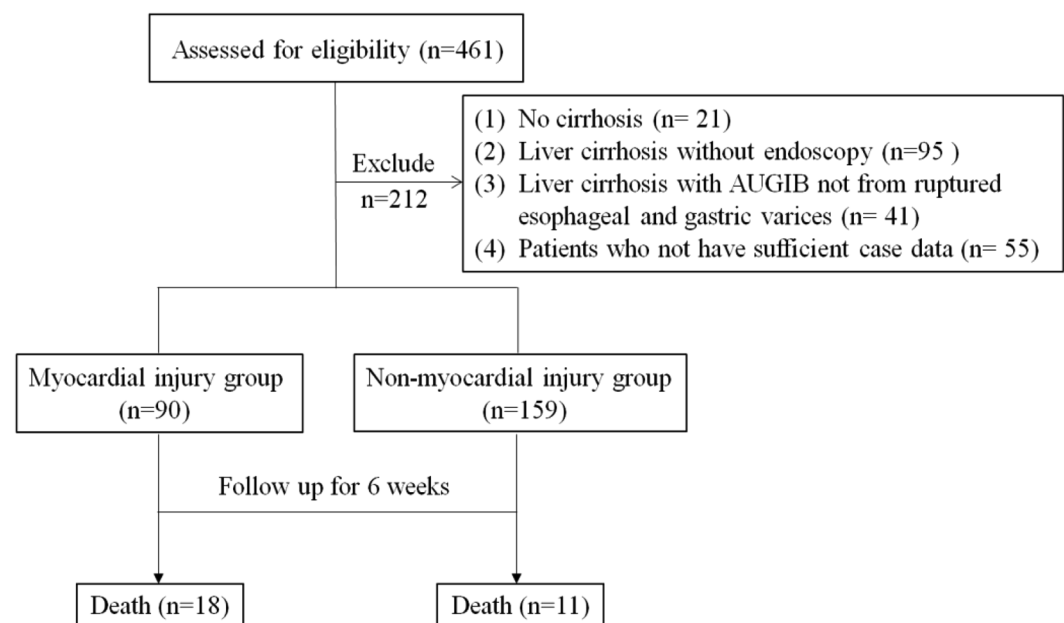 Assessed for eligibility (n=461)
Exclude
n=212
(1) No cirrhosis (n= 21)
(2) Liver cirrhosis without endoscopy (n=95 )
(3) Liver cirrhosis with AUGIB not from ruptured
esophageal and gastric varices (n= 41)
(4) Patients who not have sufficient case data (n= 55)
Myocardial injury group
(n=90)
Non-myocardial injury group
(n=159)
Follow up for 6 weeks
Death (n=18)
Death (n=11)